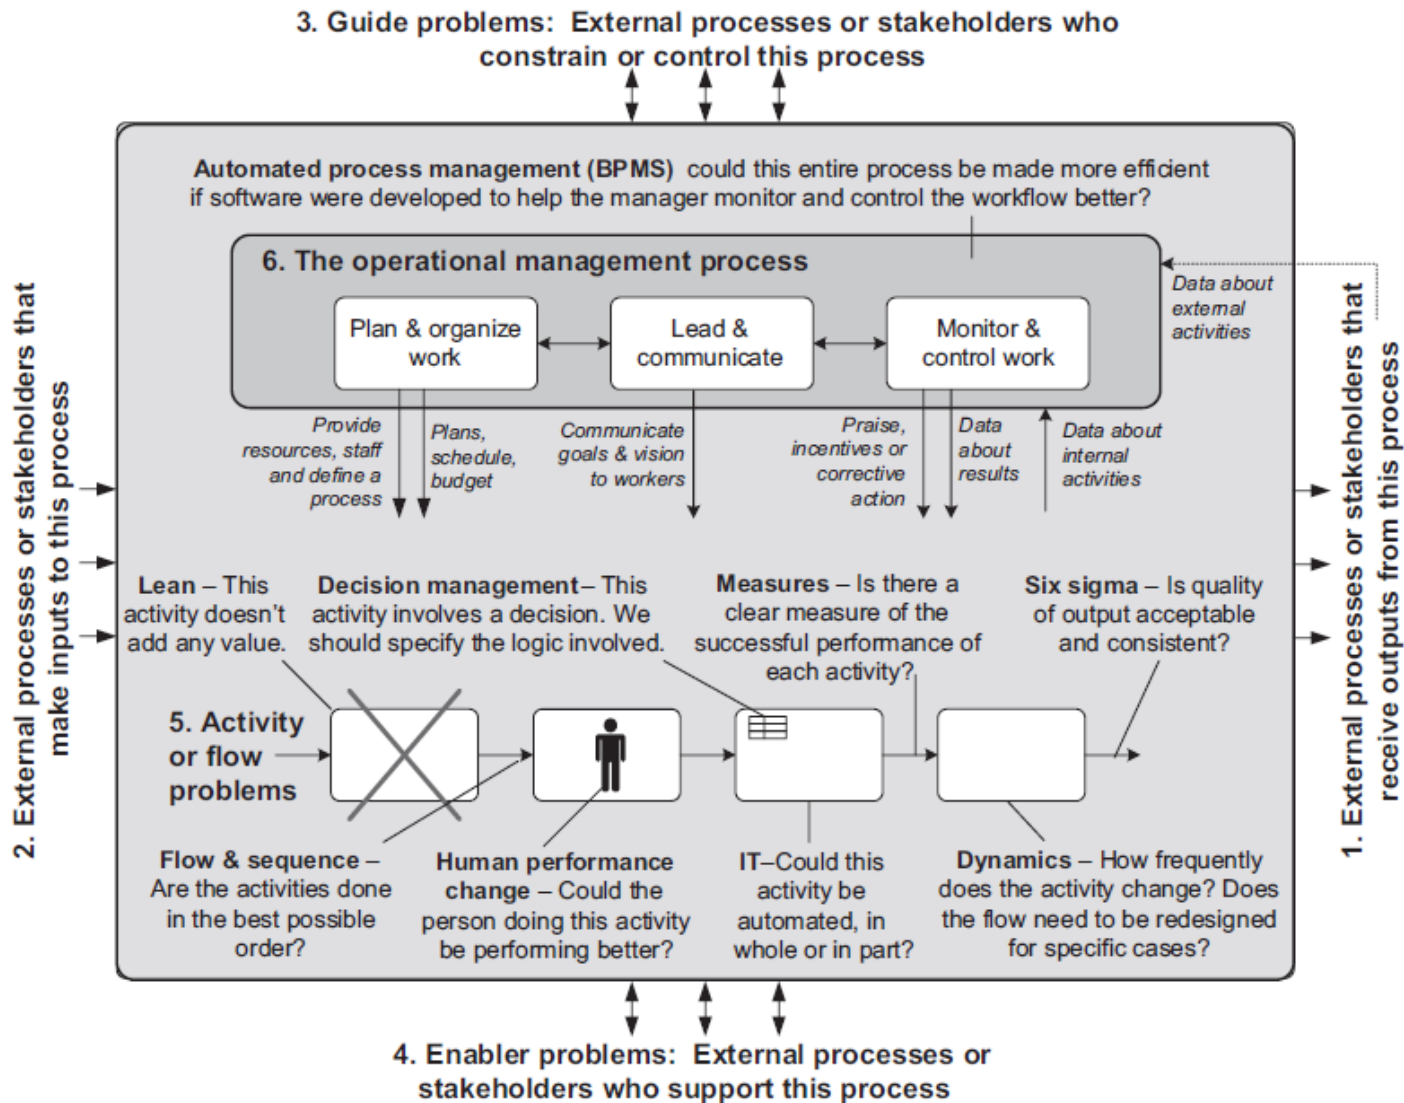 3. Guide problems:  External processes or stakeholders who
constrain or control this process
Automated process management (BPMS)  could this entire process be made more efficient
if software were developed to help the manager monitor and control the workflow better?
6. The operational management process
Plan & organize
work
Lead &
communicate
Monitor &
control work
Data about
external
activities
Provide
resources, staff
and define a
process
Plans,
schedule,
budget
Communicate
goals & vision
to workers
Praise,
incentives or
corrective
action
Data
about
results
Data about
internal
activities
2. External processes or stakeholders that
make inputs to this process
1. External processes or stakeholders that
receive outputs from this process
Lean – This
activity doesn't
add any value.
Decision management– This
activity involves a decision. We
should specify the logic involved.
Measures – Is there a
clear measure of the
successful performance of
each activity?
Six sigma – Is quality
of output acceptable
and consistent?
5. Activity
or flow
problems
Flow & sequence –
Are the activities done
in the best possible
order?
Human performance
change – Could the
person doing this activity
be performing better?
IT–Could this
activity be
automated, in
whole or in part?
Dynamics – How frequently
does the activity change? Does
the flow need to be redesigned
for specific cases?
4. Enabler problems:  External processes or
stakeholders who support this process